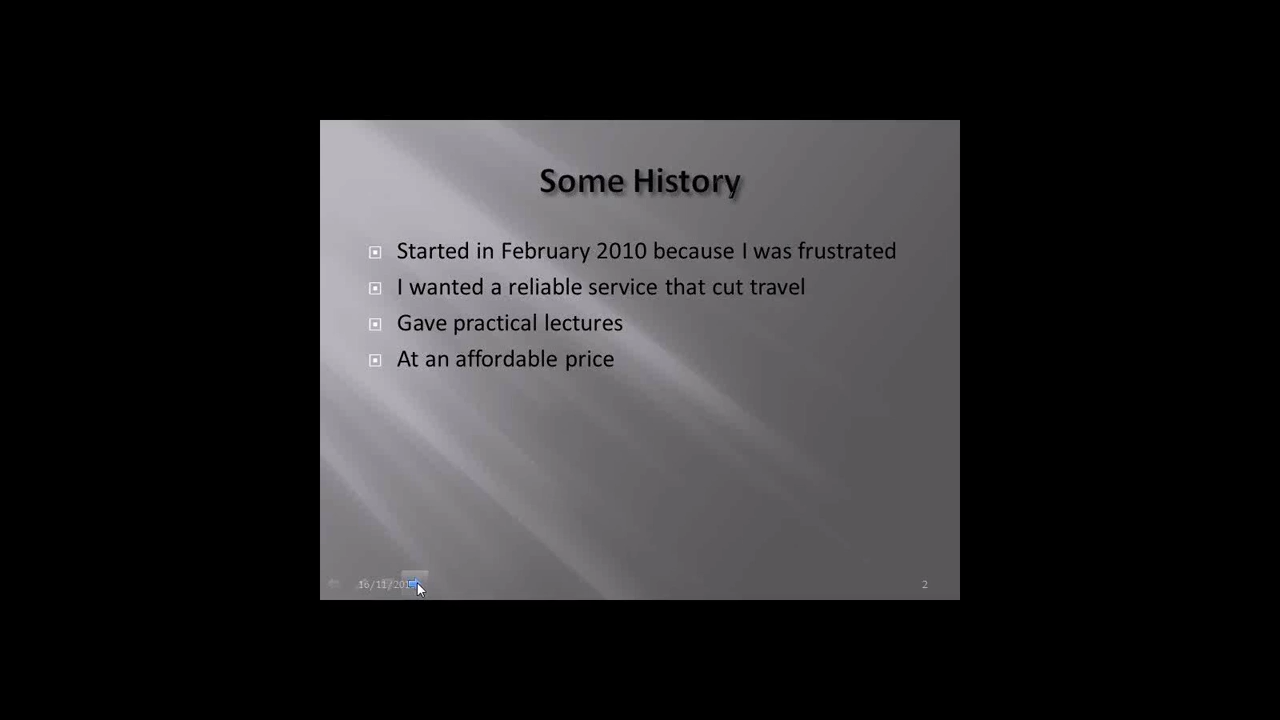 Some History
Started in February 2010 because I was frustrated
I wanted a reliable service that cut travel
Gave practical lectures
At an affordable price
2